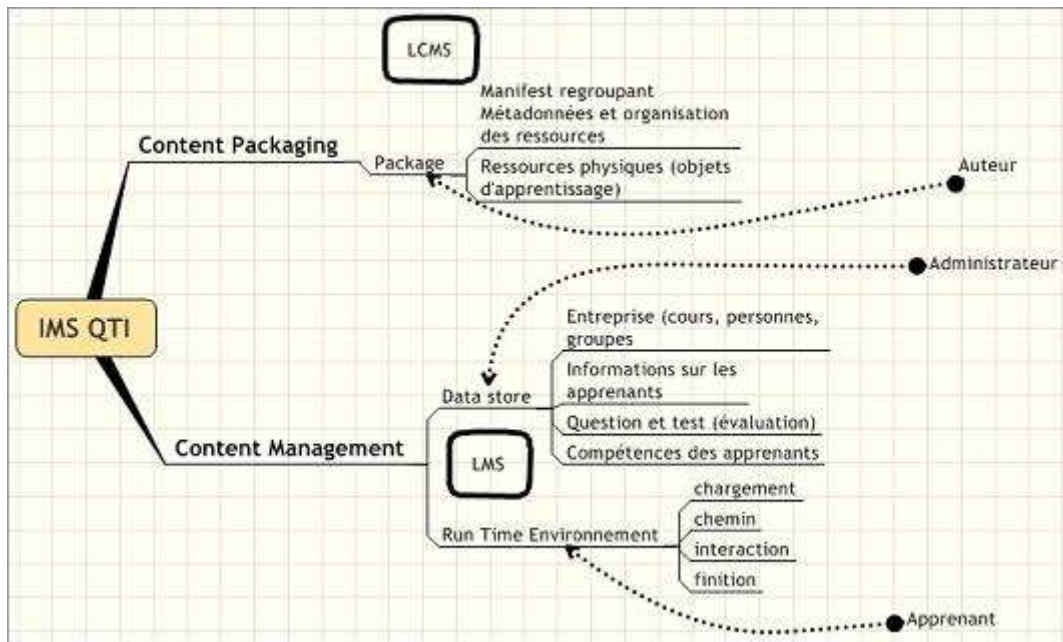 LCMS
Manifest regroupant
Métadonnées et organisation
des ressources
Content Packaging
Package
Ressources physiques (objets
d'apprentissage)
Auteur
Administrateur
IMS QTI
Entreprise (cours, personnes,
groupes
Informations sur les
apprenants
Data store
Question et test (évaluation)
Content Management
LMS
Compétences des apprenants
chargement
chemin
Run Time Environnement
interaction
finition
Apprenant